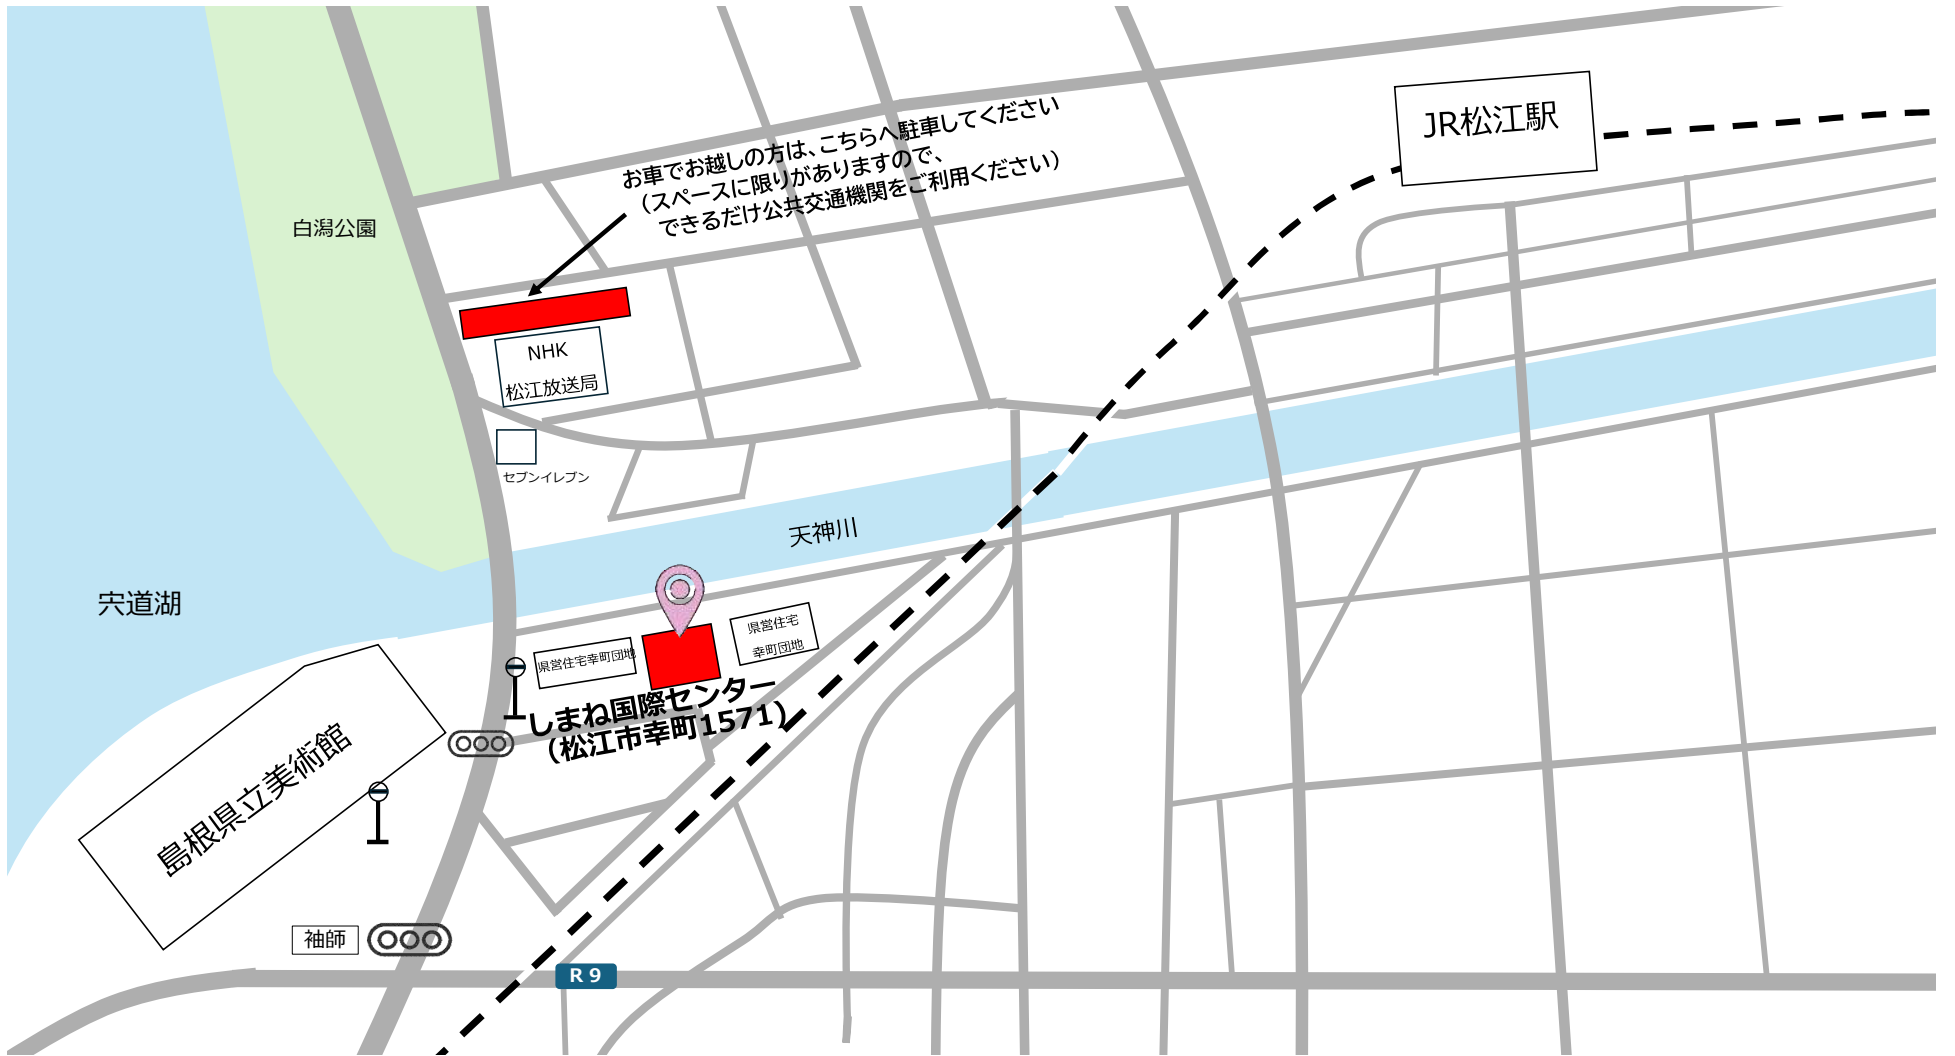 JR松江駅
お車でお越しの方は、こちらへ駐車してください
（スペースに限りがありますので、
できるだけ公共交通機関をご利用ください）
白潟公園
NHK
松江放送局
セブンイレブン
天神川
宍道湖
県営住宅幸町団地
県営住宅
幸町団地
しまね国際センター
（松江市幸町1571）
島根県立美術館
袖師
R 9